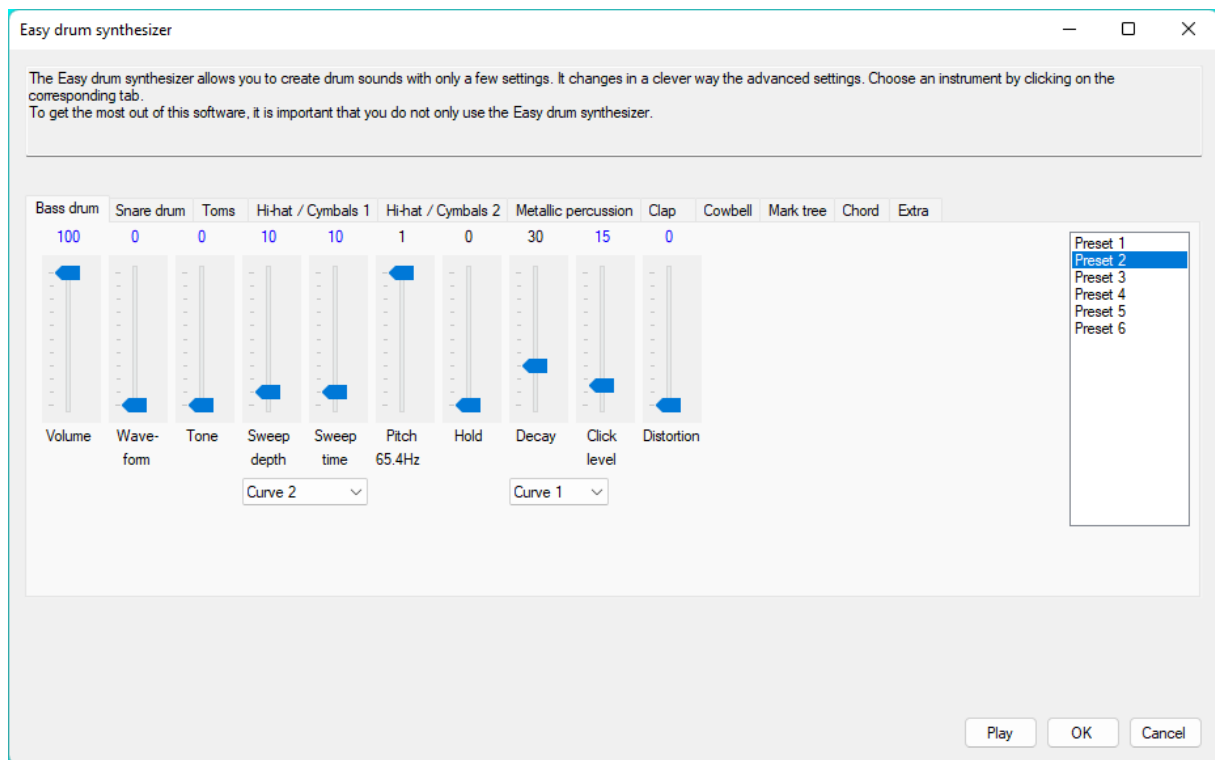 Easy drum synthesizer
The Easy drum synthesizer allows you to create drum sounds with only a few settings. It changes in a clever way the advanced settings. Choose an instrument by clicking on the
corresponding tab.
To get the most out of this software, it is important that you do not only use the Easy drum synthesizer.
Bass drum Snare drum Toms Hi-hat / Cymbals 1 Hi-hat / Cymbals 2 Metallic percussion Clap Cowbell Mark tree Chord Extra
100 0 0 10 10 1 0 30 15 0
Volume Wave- Tone Sweep Sweep Pitch Hold Decay Click Distortion
form depth time 65.4Hz level
Curve 2 Curve 1
Preset 1
Preset 2
Preset 3
Preset 4
Preset 5
Preset 6
Play OK Cancel